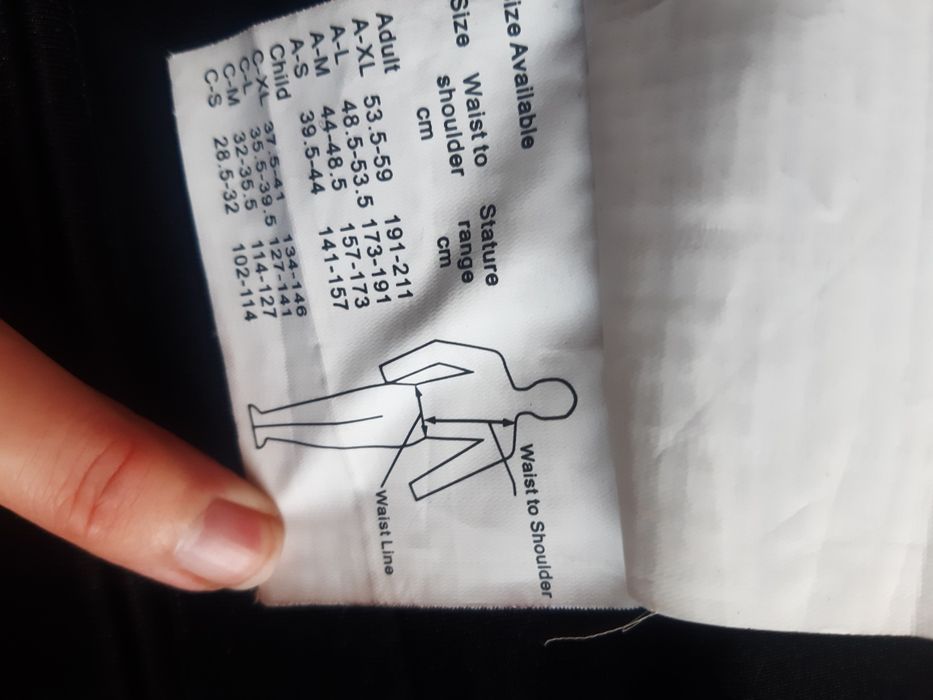 ize Available
Size Waist to Stature
shoulder range
cm cm
Adult
A-XL 53.5-59 191-211
A-L 48.5-53.5 173-191
A-M 44-48.5 157-173
A-S 39.5-44 141-157
Child
C-XL 37.5-41 134-146
C-L 35.5-39.5 127-141
C-M 32-35.5 114-127
C-S 28.5-32 102-114
Waist to Shoulder
Waist Line